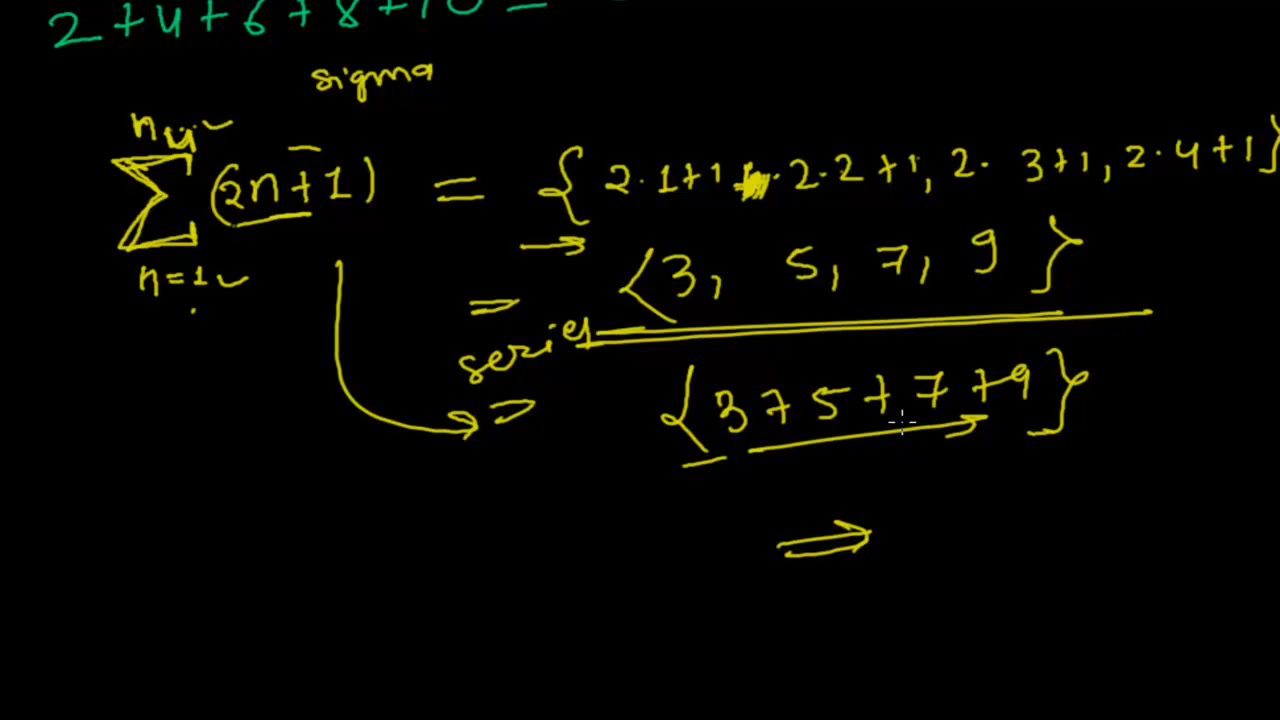 2 + 4 + 6 + 8 + 10 =
sigma
n 4
∑ (2n + 1) = { 2·1+1, 2·2+1, 2·3+1, 2·4+1}
n=1
⇒ {3, 5, 7, 9 }
series
⇒ {3 + 5 + 7 + 9}
⇒